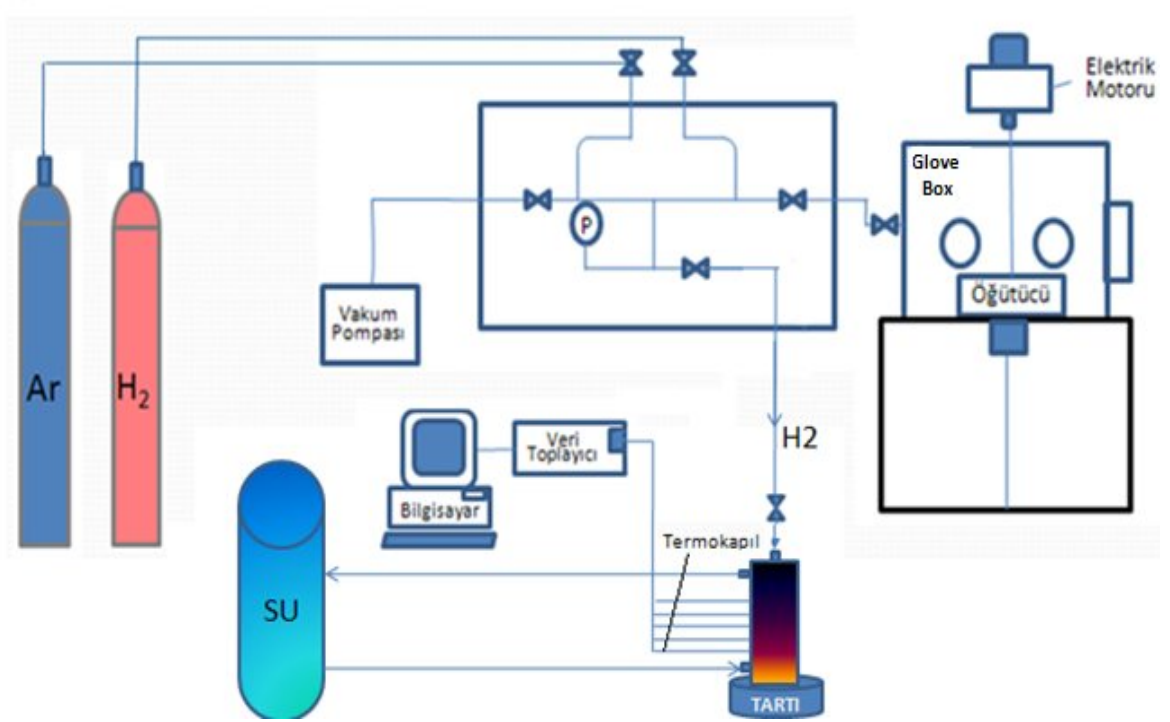 Elektrik
Motoru
Glove
Box
P
Öğütücü
Vakum
Pompası
Ar
H₂
H2
Veri
Toplayıcı
Bilgisayar
Termokapıl
SU
TARTI